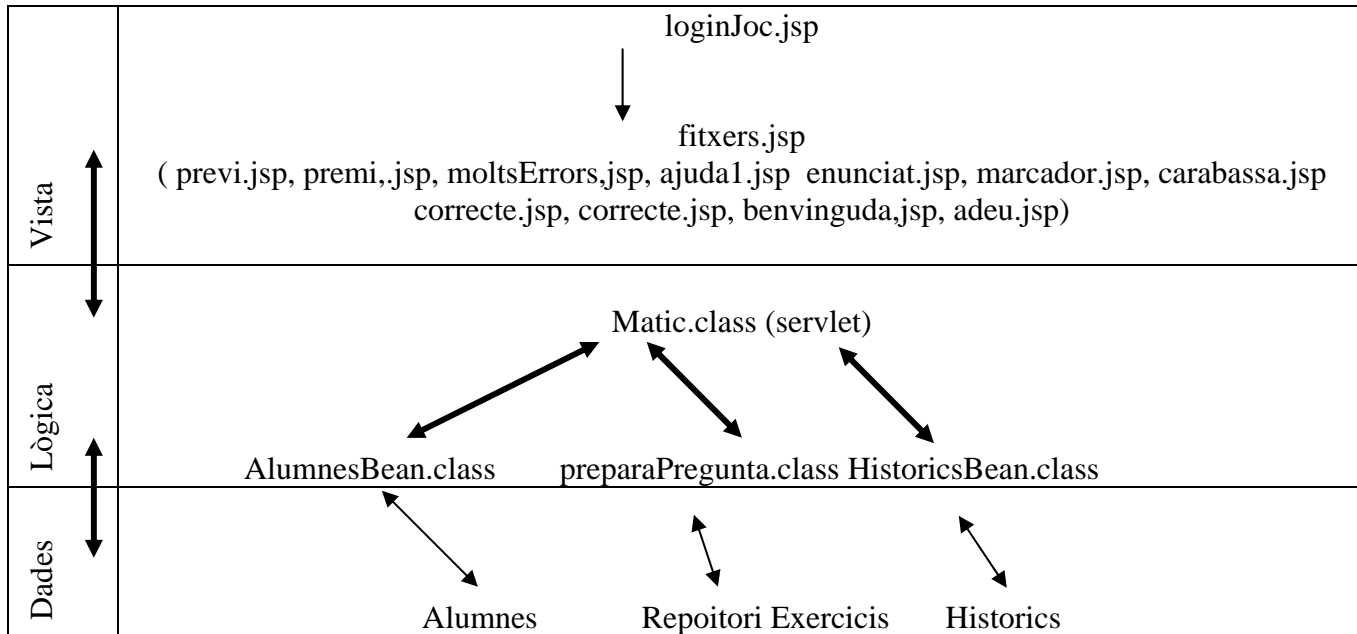 loginJoc.jsp
fitxers.jsp
( previ.jsp, premi,.jsp, moltsErrors,jsp, ajuda1.jsp enunciat.jsp, marcador.jsp, carabassa.jsp
correcte.jsp, correcte.jsp, benvinguda,jsp, adeu.jsp)
Vista
Matic.class (servlet)
Lògica
AlumnesBean.class preparaPregunta.class HistoricsBean.class
Dades
Alumnes Repoitori Exercicis Historics